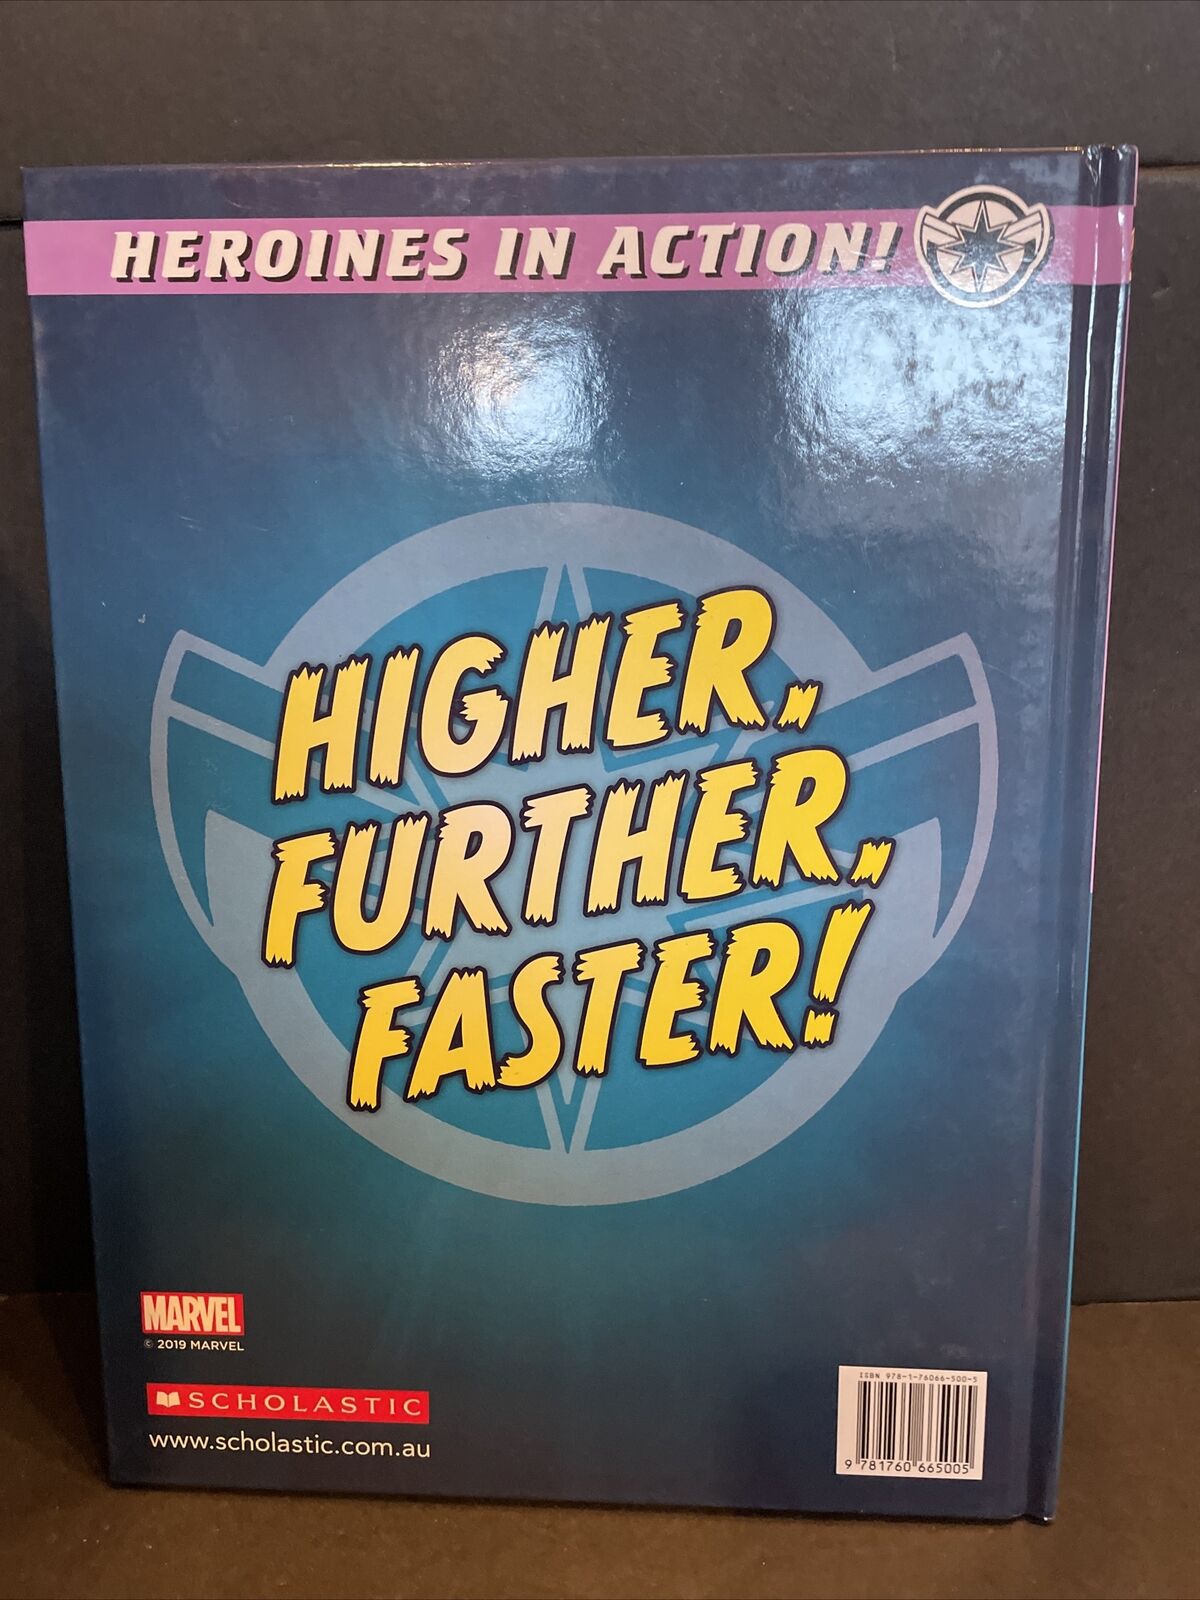 HEROINES IN ACTION!
HIGHER,
FURTHER,
FASTER!
MARVEL
© 2019 MARVEL
SCHOLASTIC
www.scholastic.com.au
ISBN 978-1-76066-500-5
9 781760 665005